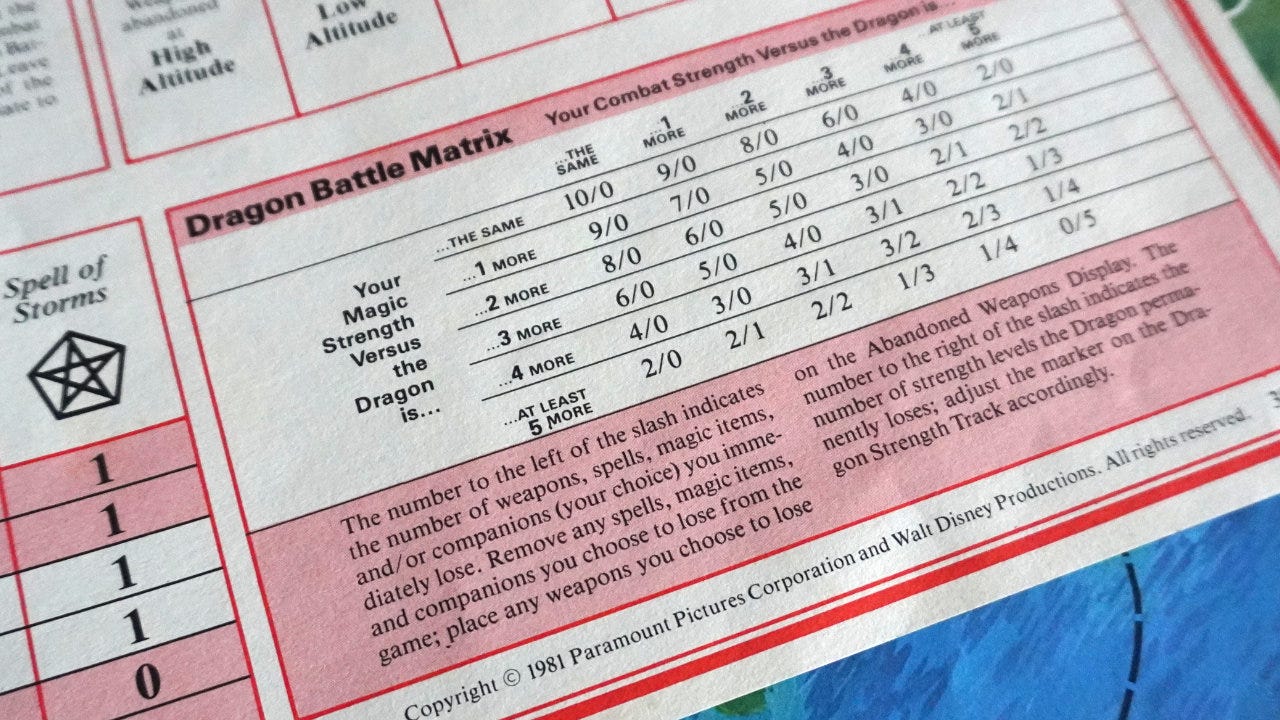 the
of the
abandoned
at
High
Altitude
Low
Altitude
Spell of
Storms
1
1
1
1
0
Dragon Battle Matrix
Your Combat Strength Versus the Dragon is...
...THE SAME ...1 MORE ...2 MORE ...3 MORE ...4 MORE ...AT LEAST 5 MORE
Your
Magic
Strength
Versus
the
Dragon
is...
...THE SAME 10/0 9/0 8/0 6/0 4/0 2/0
...1 MORE 9/0 7/0 5/0 4/0 3/0 2/1
...2 MORE 8/0 6/0 5/0 3/0 2/1 2/2
...3 MORE 6/0 5/0 4/0 3/1 2/2 1/3
...4 MORE 4/0 3/0 3/1 3/2 2/3 1/4
...AT LEAST 5 MORE 2/0 2/1 2/2 1/3 1/4 0/5
The number to the left of the slash indicates
the number of weapons, spells, magic items,
and/or companions (your choice) you imme-
diately lose. Remove any spells, magic items,
and companions you choose to lose from the
game; place any weapons you choose to lose
on the Abandoned Weapons Display. The
number to the right of the slash indicates the
number of strength levels the Dragon perma-
nently loses; adjust the marker on the Dra-
gon Strength Track accordingly.
Copyright © 1981 Paramount Pictures Corporation and Walt Disney Productions. All rights reserved.